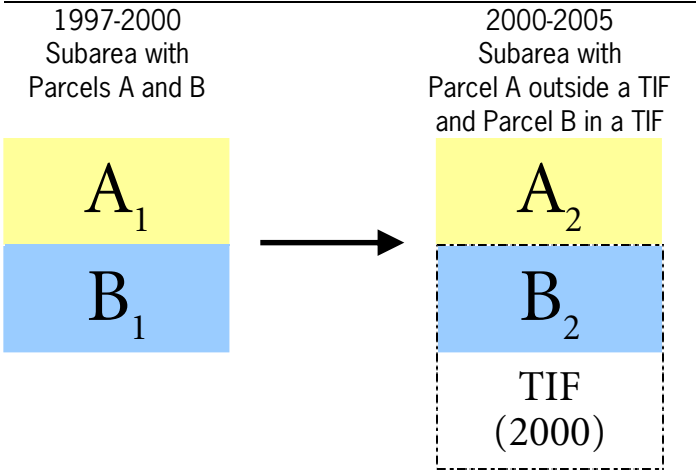 1997-2000
Subarea with
Parcels A and B
A1
B1
2000-2005
Subarea with
Parcel A outside a TIF
and Parcel B in a TIF
A2
B2
TIF
(2000)